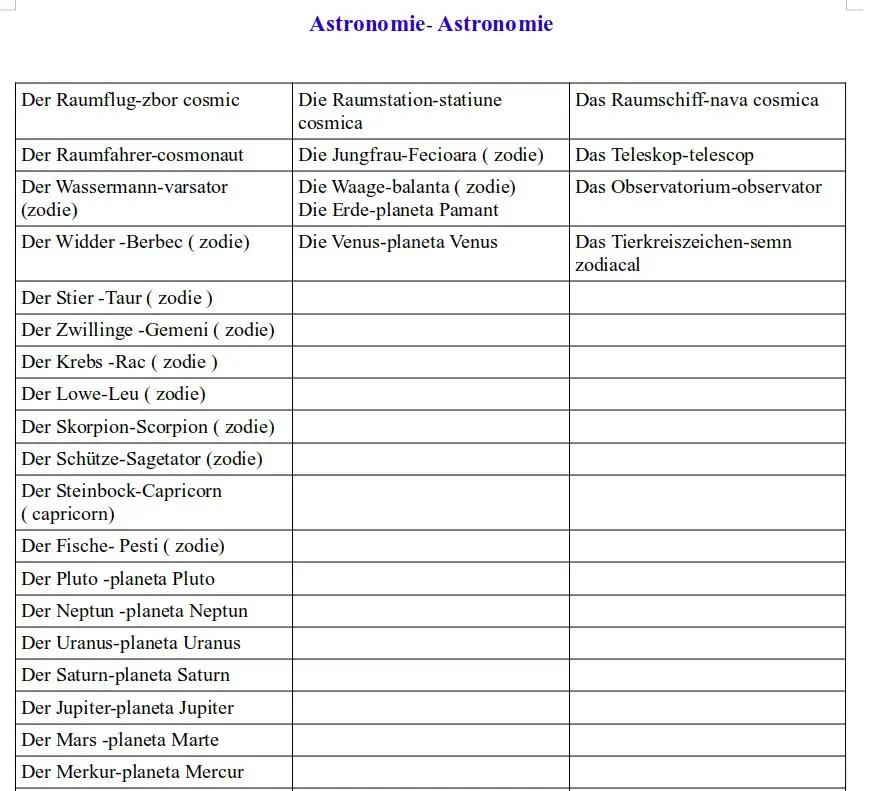 Astronomie- Astronomie
Der Raumflug-zbor cosmic
Die Raumstation-statiune
cosmica
Das Raumschiff-nava cosmica
Der Raumfahrer-cosmonaut
Die Jungfrau-Fecioara ( zodie)
Das Teleskop-telescop
Der Wassermann-varsator
(zodie)
Die Waage-balanta ( zodie)
Die Erde-planeta Pamant
Das Observatorium-observator
Der Widder -Berbec ( zodie)
Die Venus-planeta Venus
Das Tierkreiszeichen-semn
zodiacal
Der Stier -Taur ( zodie )
Der Zwillinge -Gemeni ( zodie)
Der Krebs -Rac ( zodie )
Der Lowe-Leu ( zodie)
Der Skorpion-Scorpion ( zodie)
Der Schütze-Sagetator (zodie)
Der Steinbock-Capricorn
( capricorn)
Der Fische- Pesti ( zodie)
Der Pluto -planeta Pluto
Der Neptun -planeta Neptun
Der Uranus-planeta Uranus
Der Saturn-planeta Saturn
Der Jupiter-planeta Jupiter
Der Mars -planeta Marte
Der Merkur-planeta Mercur